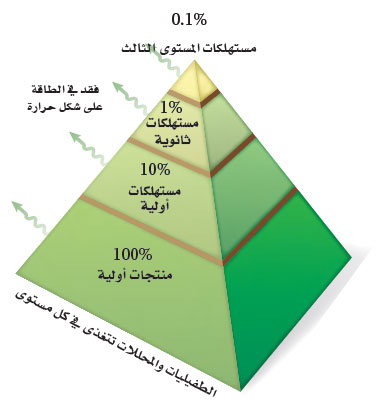 0.1%
مستهلكات المستوى الثالث
فقد في الطاقة
على شكل حرارة
1%
مستهلكات
ثانوية
10%
مستهلكات
أولية
100%
منتجات أولية
الطفيليات والمحللات تتغذى في كل مستوى